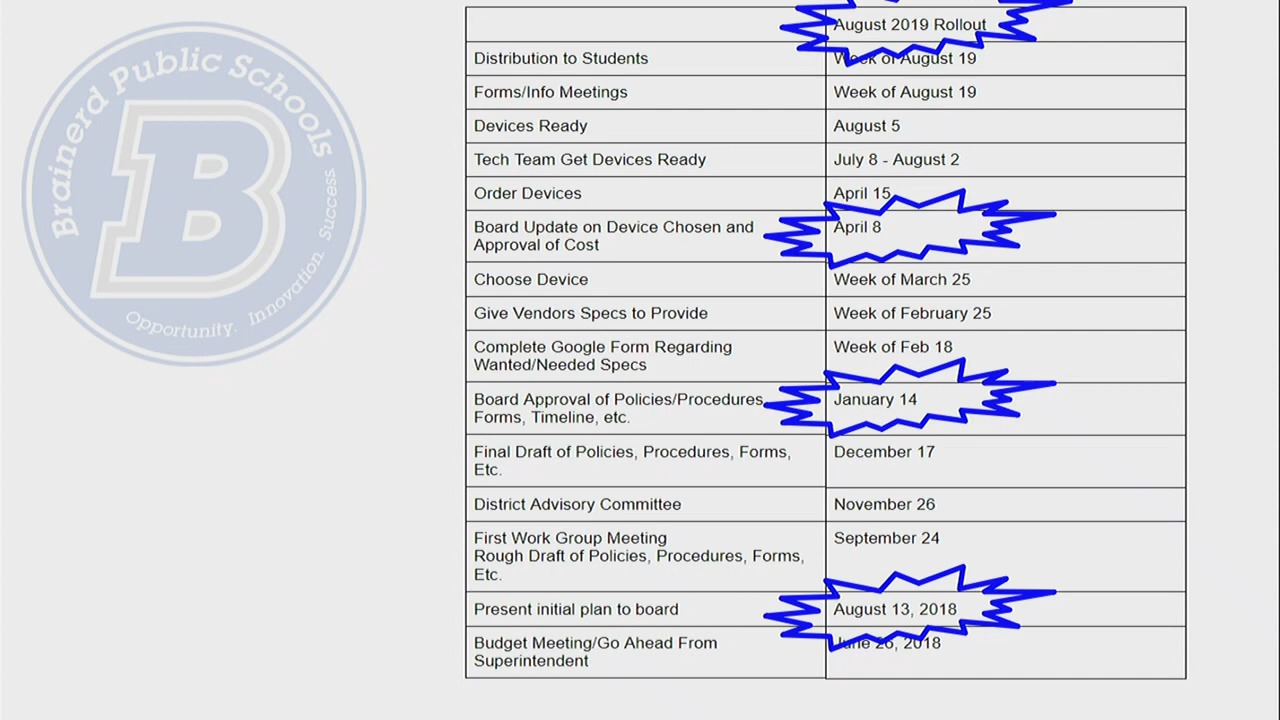 Brainerd Public Schools
B
Opportunity. Innovation. Success.
August 2019 Rollout
Distribution to Students
Week of August 19
Forms/Info Meetings
Week of August 19
Devices Ready
August 5
Tech Team Get Devices Ready
July 8 - August 2
Order Devices
April 15
Board Update on Device Chosen and
Approval of Cost
April 8
Choose Device
Week of March 25
Give Vendors Specs to Provide
Week of February 25
Complete Google Form Regarding
Wanted/Needed Specs
Week of Feb 18
Board Approval of Policies/Procedures,
Forms, Timeline, etc.
January 14
Final Draft of Policies, Procedures, Forms,
Etc.
December 17
District Advisory Committee
November 26
First Work Group Meeting
Rough Draft of Policies, Procedures, Forms,
Etc.
September 24
Present initial plan to board
August 13, 2018
Budget Meeting/Go Ahead From
Superintendent
June 26, 2018